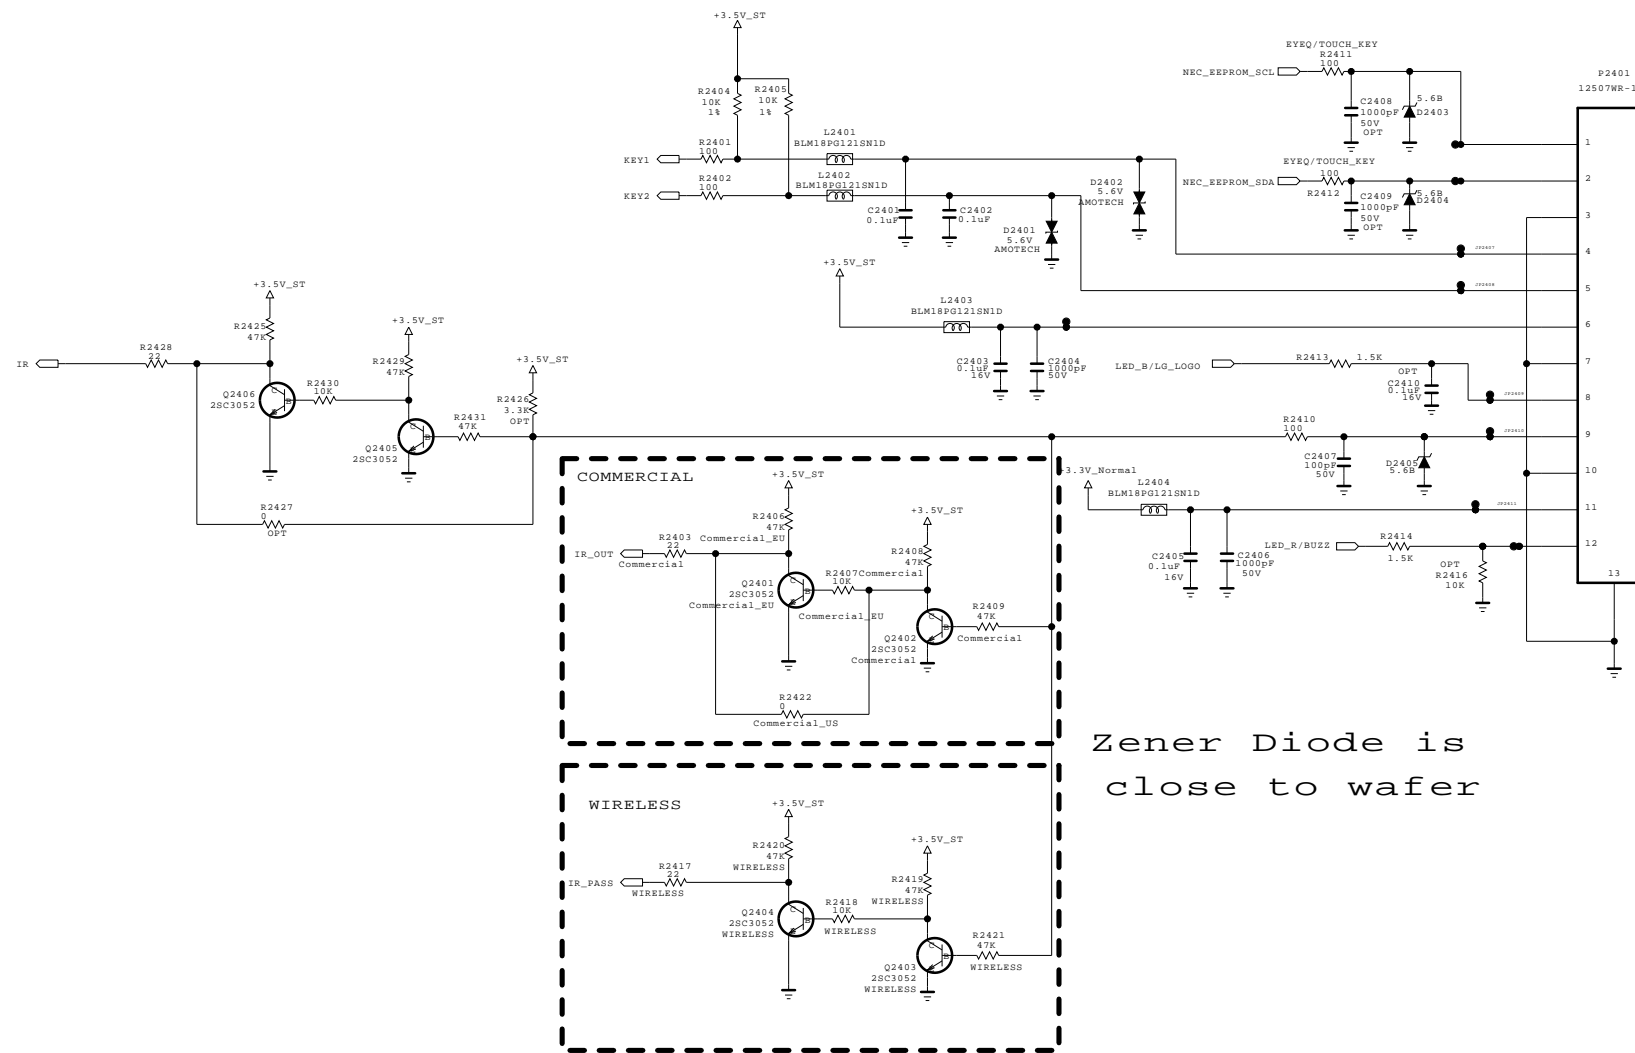 +3.5V_ST
R2404
10K
1%
R2405
10K
1%
R2401
100
KEY1
R2402
100
KEY2
L2401
BLM18PG121SN1D
L2402
BLM18PG121SN1D
C2401
0.1uF
C2402
0.1uF
D2402
5.6V
AMOTECH
D2401
5.6V
AMOTECH
EYEQ/TOUCH_KEY
R2411
100
NEC_EEPROM_SCL
C2408
1000pF
50V
OPT
5.6B
D2403
EYEQ/TOUCH_KEY
100
R2412
NEC_EEPROM_SDA
C2409
1000pF
50V
OPT
5.6B
D2404
P2401
12507WR-1
1
2
3
4
5
6
7
8
9
10
11
12
13
JP2407
JP2408
JP2409
JP2410
JP2411
+3.5V_ST
L2403
BLM18PG121SN1D
C2403
0.1uF
16V
C2404
1000pF
50V
LED_B/LG_LOGO
R2413
1.5K
OPT
C2410
0.1uF
16V
R2410
100
C2407
100pF
50V
D2405
5.6B
+3.3V_Normal
L2404
BLM18PG121SN1D
C2405
0.1uF
16V
C2406
1000pF
50V
LED_R/BUZZ
R2414
1.5K
OPT
R2416
10K
+3.5V_ST
R2425
47K
R2428
22
IR
Q2406
2SC3052
R2430
10K
+3.5V_ST
R2429
47K
Q2405
2SC3052
R2431
47K
+3.5V_ST
R2426
3.3K
OPT
R2427
0
OPT
COMMERCIAL
+3.5V_ST
R2406
47K
Commercial_EU
R2403
22
IR_OUT
Commercial
Q2401
2SC3052
Commercial_EU
R2407
10K
Commercial_EU
+3.5V_ST
R2408
47K
Commercial
Q2402
2SC3052
Commercial
R2409
47K
Commercial
R2422
0
Commercial_US
Zener Diode is
close to wafer
WIRELESS
+3.5V_ST
R2420
47K
WIRELESS
R2417
22
IR_PASS
WIRELESS
Q2404
2SC3052
WIRELESS
R2418
10K
WIRELESS
+3.5V_ST
R2419
47K
WIRELESS
Q2403
2SC3052
WIRELESS
R2421
47K
WIRELESS
C
B
C
B
C
B
C
B
C
B
C
B